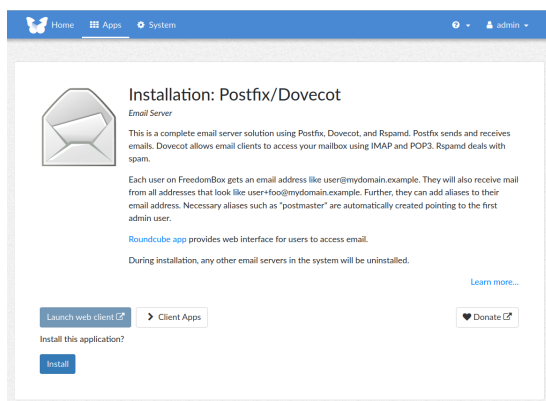 Home Apps System admin
Installation: Postfix/Dovecot
Email Server
This is a complete email server solution using Postfix, Dovecot, and Rspamd. Postfix sends and receives
emails. Dovecot allows email clients to access your mailbox using IMAP and POP3. Rspamd deals with
spam.
Each user on FreedomBox gets an email address like user@mydomain.example. They will also receive mail
from all addresses that look like user+foo@mydomain.example. Further, they can add aliases to their
email address. Necessary aliases such as "postmaster" are automatically created pointing to the first
admin user.
Roundcube app provides web interface for users to access email.
During installation, any other email servers in the system will be uninstalled.
Learn more...
Launch web client Client Apps Donate
Install this application?
Install